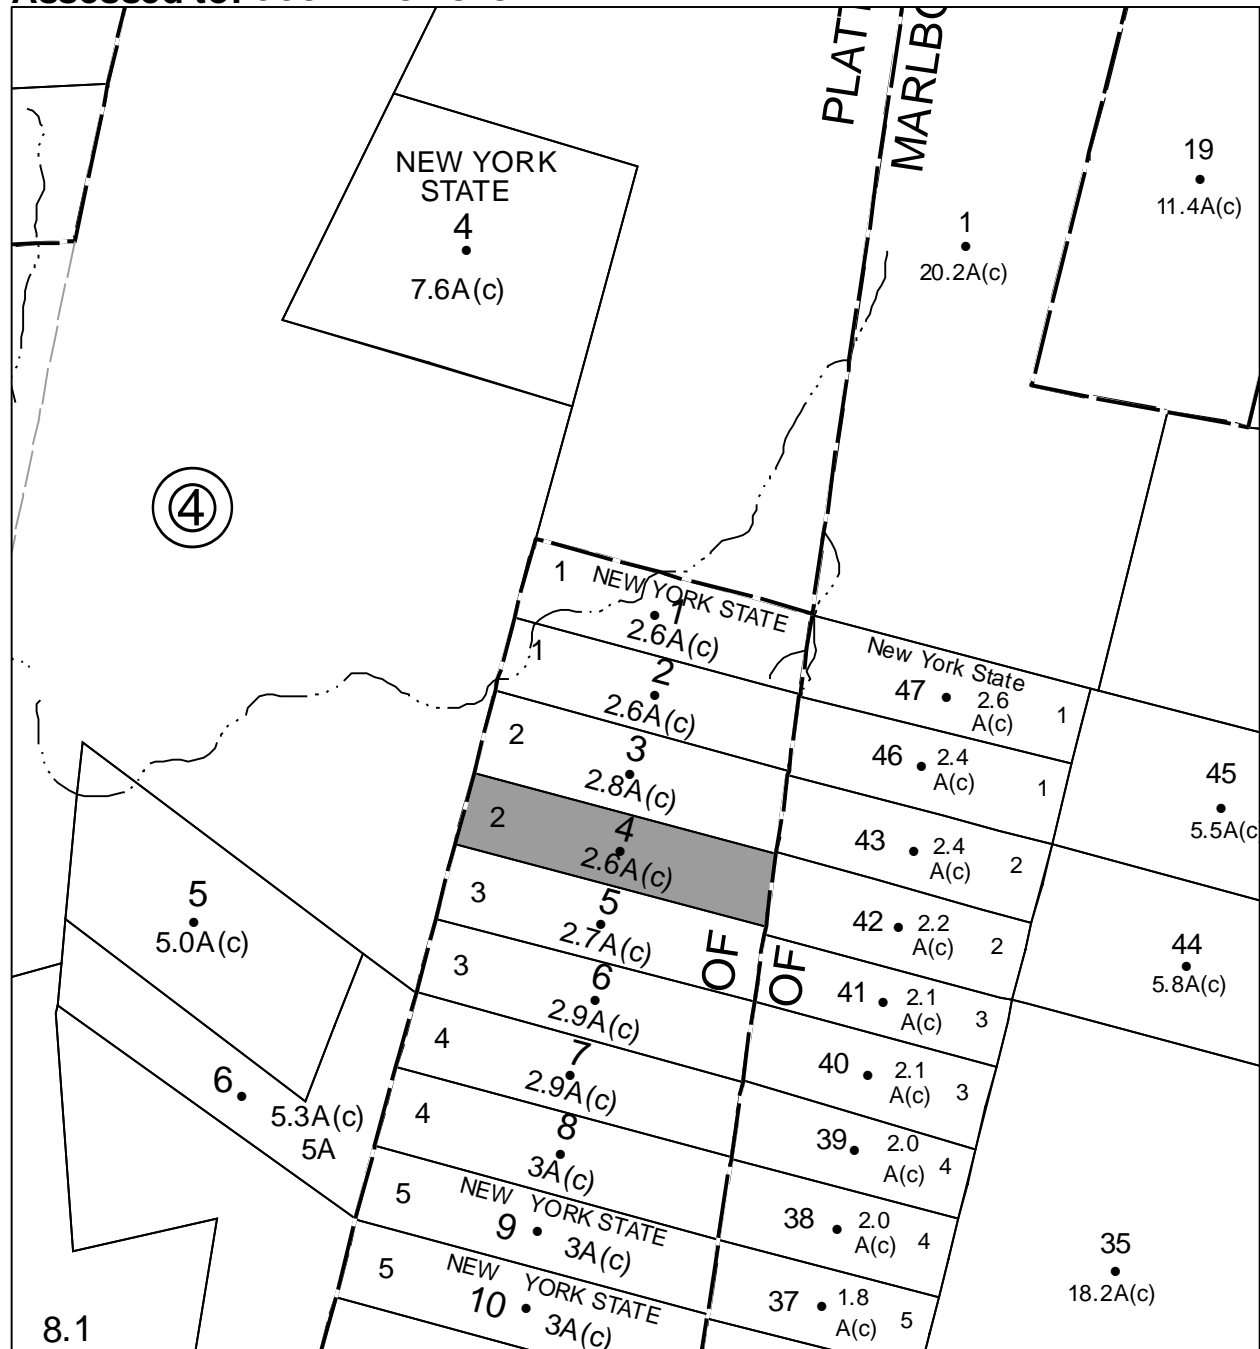 Assessed to:
PLATT
MARLBO
NEW YORK
STATE
4
7.6A(c)
19
11.4A(c)
1
20.2A(c)
4
1
NEW YORK STATE
1
2.6A(c)
1
2
2.6A(c)
2
3
2.8A(c)
2
4
2.6A(c)
3
5
2.7A(c)
3
6
2.9A(c)
4
7
2.9A(c)
4
8
3A(c)
5
NEW YORK STATE
9
3A(c)
5
NEW YORK STATE
10
3A(c)
OF
OF
New York State
47
2.6
A(c)
1
46
2.4
A(c)
1
43
2.4
A(c)
2
42
2.2
A(c)
2
41
2.1
A(c)
3
40
2.1
A(c)
3
39
2.0
A(c)
4
38
2.0
A(c)
4
37
1.8
A(c)
5
45
5.5A(c
44
5.8A(c)
35
18.2A(c)
5
5.0A(c)
6
5.3A(c)
5A
8.1